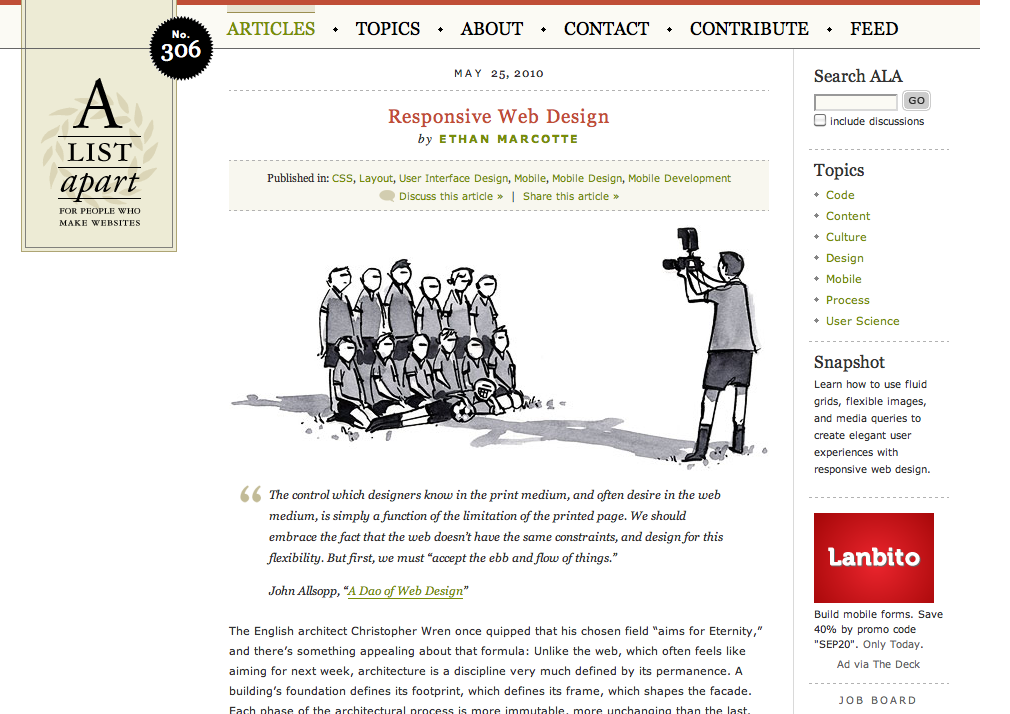 No.
306
ARTICLES • TOPICS • ABOUT • CONTACT • CONTRIBUTE • FEED
A
LIST
apart
FOR PEOPLE WHO
MAKE WEBSITES
MAY 25, 2010
Responsive Web Design
by ETHAN MARCOTTE
Published in: CSS, Layout, User Interface Design, Mobile, Mobile Design, Mobile Development
Discuss this article » | Share this article »
“ The control which designers know in the print medium, and often desire in the web
medium, is simply a function of the limitation of the printed page. We should
embrace the fact that the web doesn’t have the same constraints, and design for this
flexibility. But first, we must “accept the ebb and flow of things.”
John Allsopp, “A Dao of Web Design”
The English architect Christopher Wren once quipped that his chosen field “aims for Eternity,”
and there’s something appealing about that formula: Unlike the web, which often feels like
aiming for next week, architecture is a discipline very much defined by its permanence. A
building’s foundation defines its footprint, which defines its frame, which shapes the facade.
Each phase of the architectural process is more immutable, more unchanging than the last.
Search ALA
GO
include discussions
Topics
Code
Content
Culture
Design
Mobile
Process
User Science
Snapshot
Learn how to use fluid
grids, flexible images,
and media queries to
create elegant user
experiences with
responsive web design.
Lanbito
Build mobile forms. Save
40% by promo code
"SEP20". Only Today.
Ad via The Deck
JOB BOARD